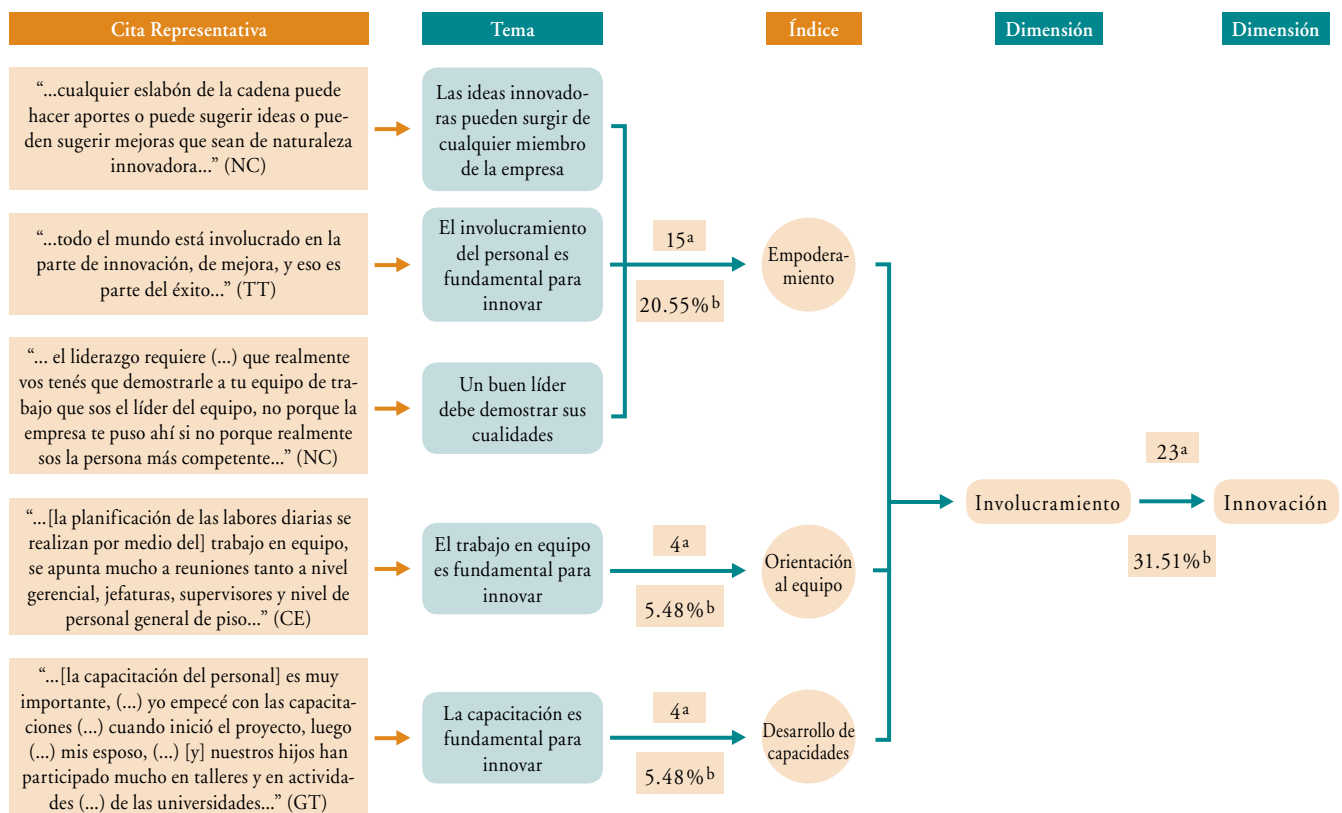 Cita Representativa
Tema
Índice
Dimensión
Dimensión
“...cualquier eslabón de la cadena puede
hacer aportes o puede sugerir ideas o pue-
den sugerir mejoras que sean de naturaleza
innovadora...” (NC)
Las ideas innovado-
ras pueden surgir de
cualquier miembro
de la empresa
“...todo el mundo está involucrado en la
parte de innovación, de mejora, y eso es
parte del éxito...” (TT)
El involucramiento
del personal es
fundamental para
innovar
15a
20.55%b
Empodera-
miento
“... el liderazgo requiere (...) que realmente
vos tenés que demostrarle a tu equipo de tra-
bajo que sos el líder del equipo, no porque la
empresa te puso ahí si no porque realmente
sos la persona más competente...” (NC)
Un buen líder
debe demostrar sus
cualidades
“...[la planificación de las labores diarias se
realizan por medio del] trabajo en equipo,
se apunta mucho a reuniones tanto a nivel
gerencial, jefaturas, supervisores y nivel de
personal general de piso...” (CE)
El trabajo en equipo
es fundamental para
innovar
4a
5.48%b
Orientación
al equipo
Involucramiento
23a
31.51%b
Innovación
“...[la capacitación del personal] es muy
importante, (...) yo empecé con las capacita-
ciones (...) cuando inició el proyecto, luego
(...) mis esposo, (...) [y] nuestros hijos han
participado mucho en talleres y en activida-
des (...) de las universidades...” (GT)
La capacitación es
fundamental para
innovar
4a
5.48%b
Desarrollo de
capacidades